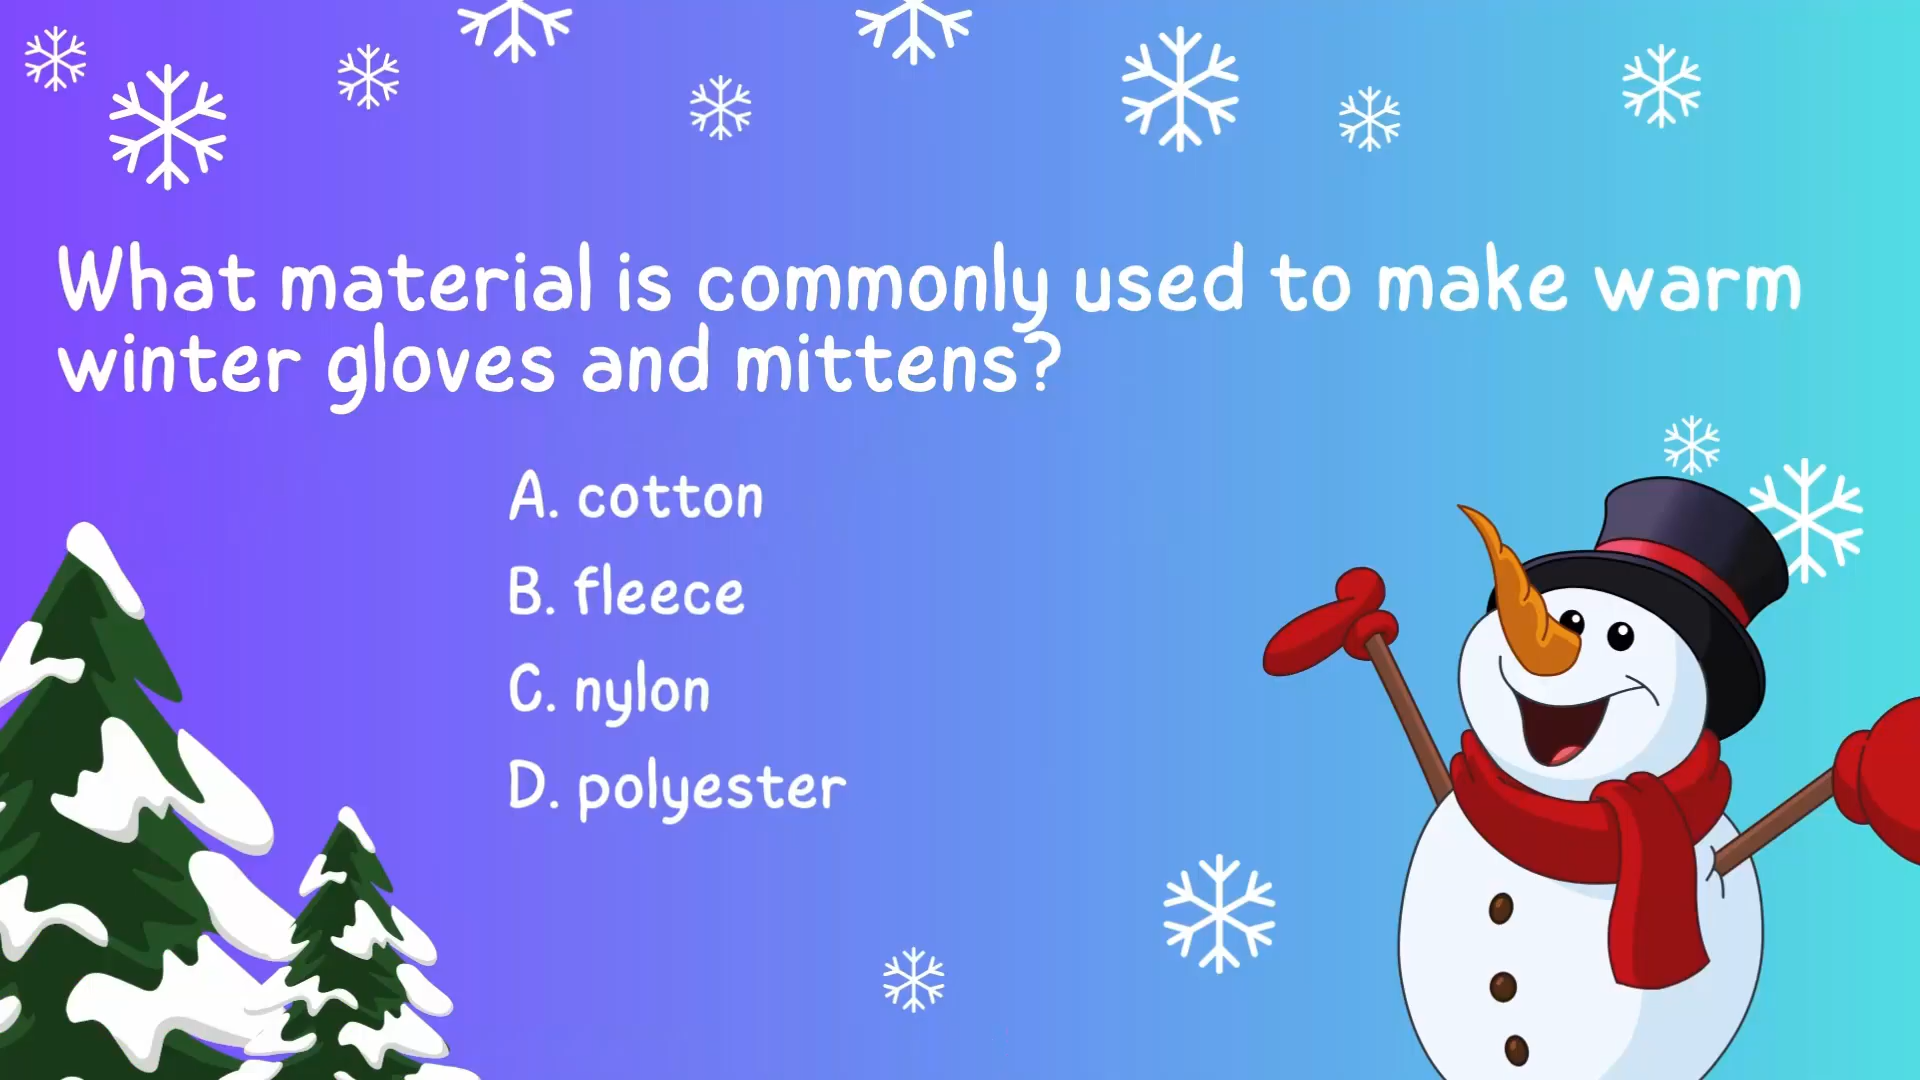 What material is commonly used to make warm
winter gloves and mittens?
A. cotton
B. fleece
C. nylon
D. polyester